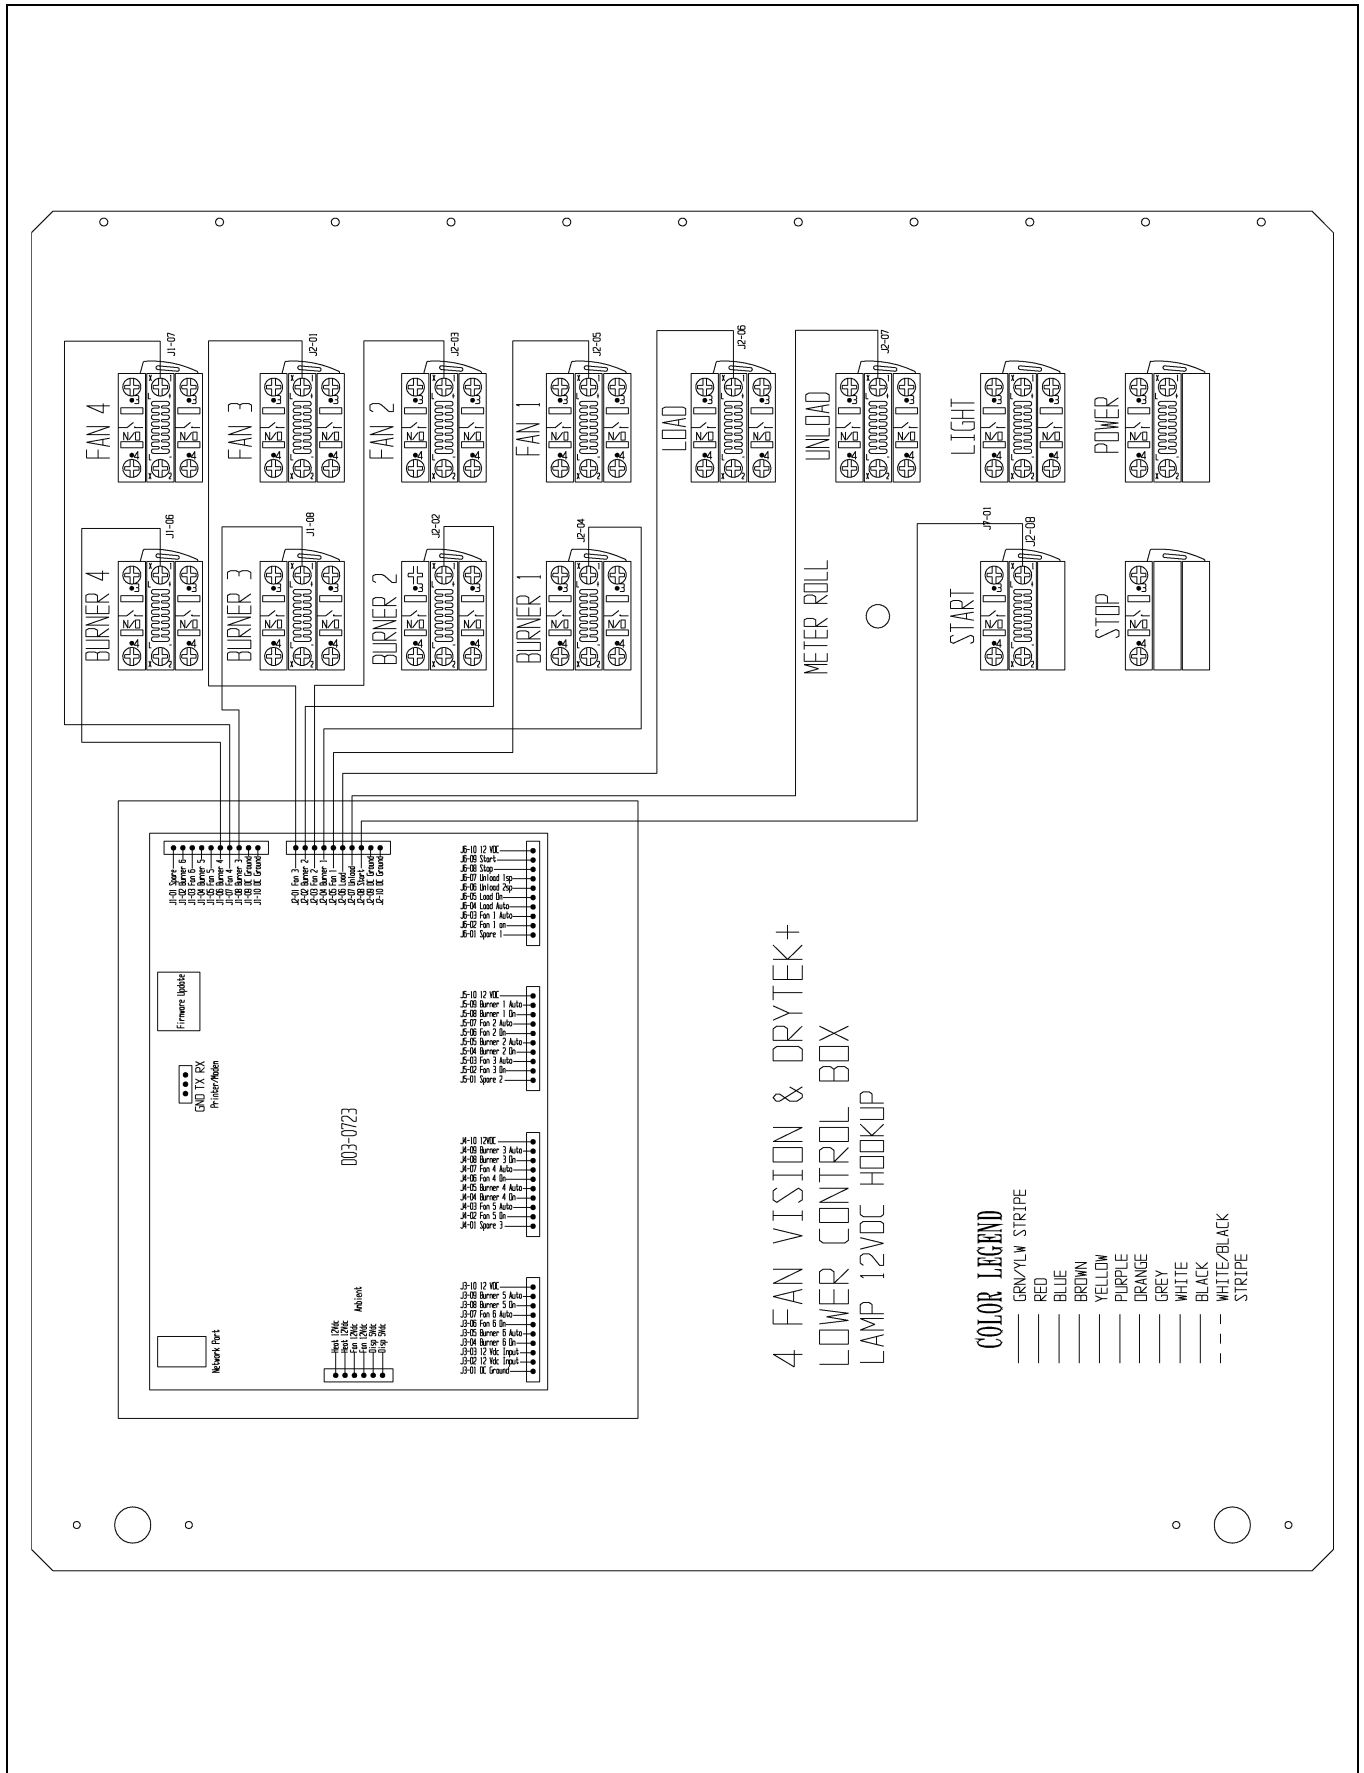 FAN 4
J1-07
FAN 3
J2-01
FAN 2
J2-03
FAN 1
J2-05
LOAD
J2-06
UNLOAD
J2-07
LIGHT
POWER
BURNER 4
J1-06
BURNER 3
J1-08
BURNER 2
J2-02
BURNER 1
J2-04
METER ROLL
START
J7-01
J2-08
STOP
J1-01 Spare
J1-02 Burner 6
J1-03 Fan 6
J1-04 Burner 5
J1-05 Fan 5
J1-06 Burner 4
J1-07 Fan 4
J1-08 Burner 3
J1-09 DC Ground
J1-10 DC Ground
J2-01 Fan 3
J2-02 Burner 2
J2-03 Fan 2
J2-04 Burner 1
J2-05 Fan 1
J2-06 Load
J2-07 Unload
J2-08 Start
J2-09 DC Ground
J2-10 DC Ground
J6-10 12 VDC
J6-09 Start
J6-08 Stop
J6-07 Unload 1sp
J6-06 Unload 2sp
J6-05 Load On
J6-04 Load Auto
J6-03 Fan 1 Auto
J6-02 Fan 1 on
J6-01 Spare 1
Firmware Update
J5-10 12 VDC
J5-09 Burner 1 Auto
J5-08 Burner 1 On
J5-07 Fan 2 Auto
J5-06 Fan 2 On
J5-05 Burner 2 Auto
J5-04 Burner 2 On
J5-03 Fan 3 Auto
J5-02 Fan 3 On
J5-01 Spare 2
GND TX RX
Printer/Moden
D03-0723
J4-10 12VDC
J4-09 Burner 3 Auto
J4-08 Burner 3 On
J4-07 Fan 4 Auto
J4-06 Fan 4 On
J4-05 Burner 4 Auto
J4-04 Burner 4 On
J4-03 Fan 5 Auto
J4-02 Fan 5 On
J4-01 Spare 3
Network Port
Heat 12Vdc
Heat 12Vdc
Fan 12Vdc
Fan 12Vdc
Disp 5Vdc
Disp 5Vdc
Ambient
J3-10 12 VDC
J3-09 Burner 5 Auto
J3-08 Burner 5 On
J3-07 Fan 6 Auto
J3-06 Fan 6 On
J3-05 Burner 6 Auto
J3-04 Burner 6 On
J3-03 12 Vdc Input
J3-02 12 Vdc Input
J3-01 DC Ground
4 FAN VISION & DRYTEK+
LOWER CONTROL BOX
LAMP 12VDC HOOKUP
COLOR LEGEND
GRN/YLW STRIPE
RED
BLUE
BROWN
YELLOW
PURPLE
ORANGE
GREY
WHITE
BLACK
WHITE/BLACK
STRIPE